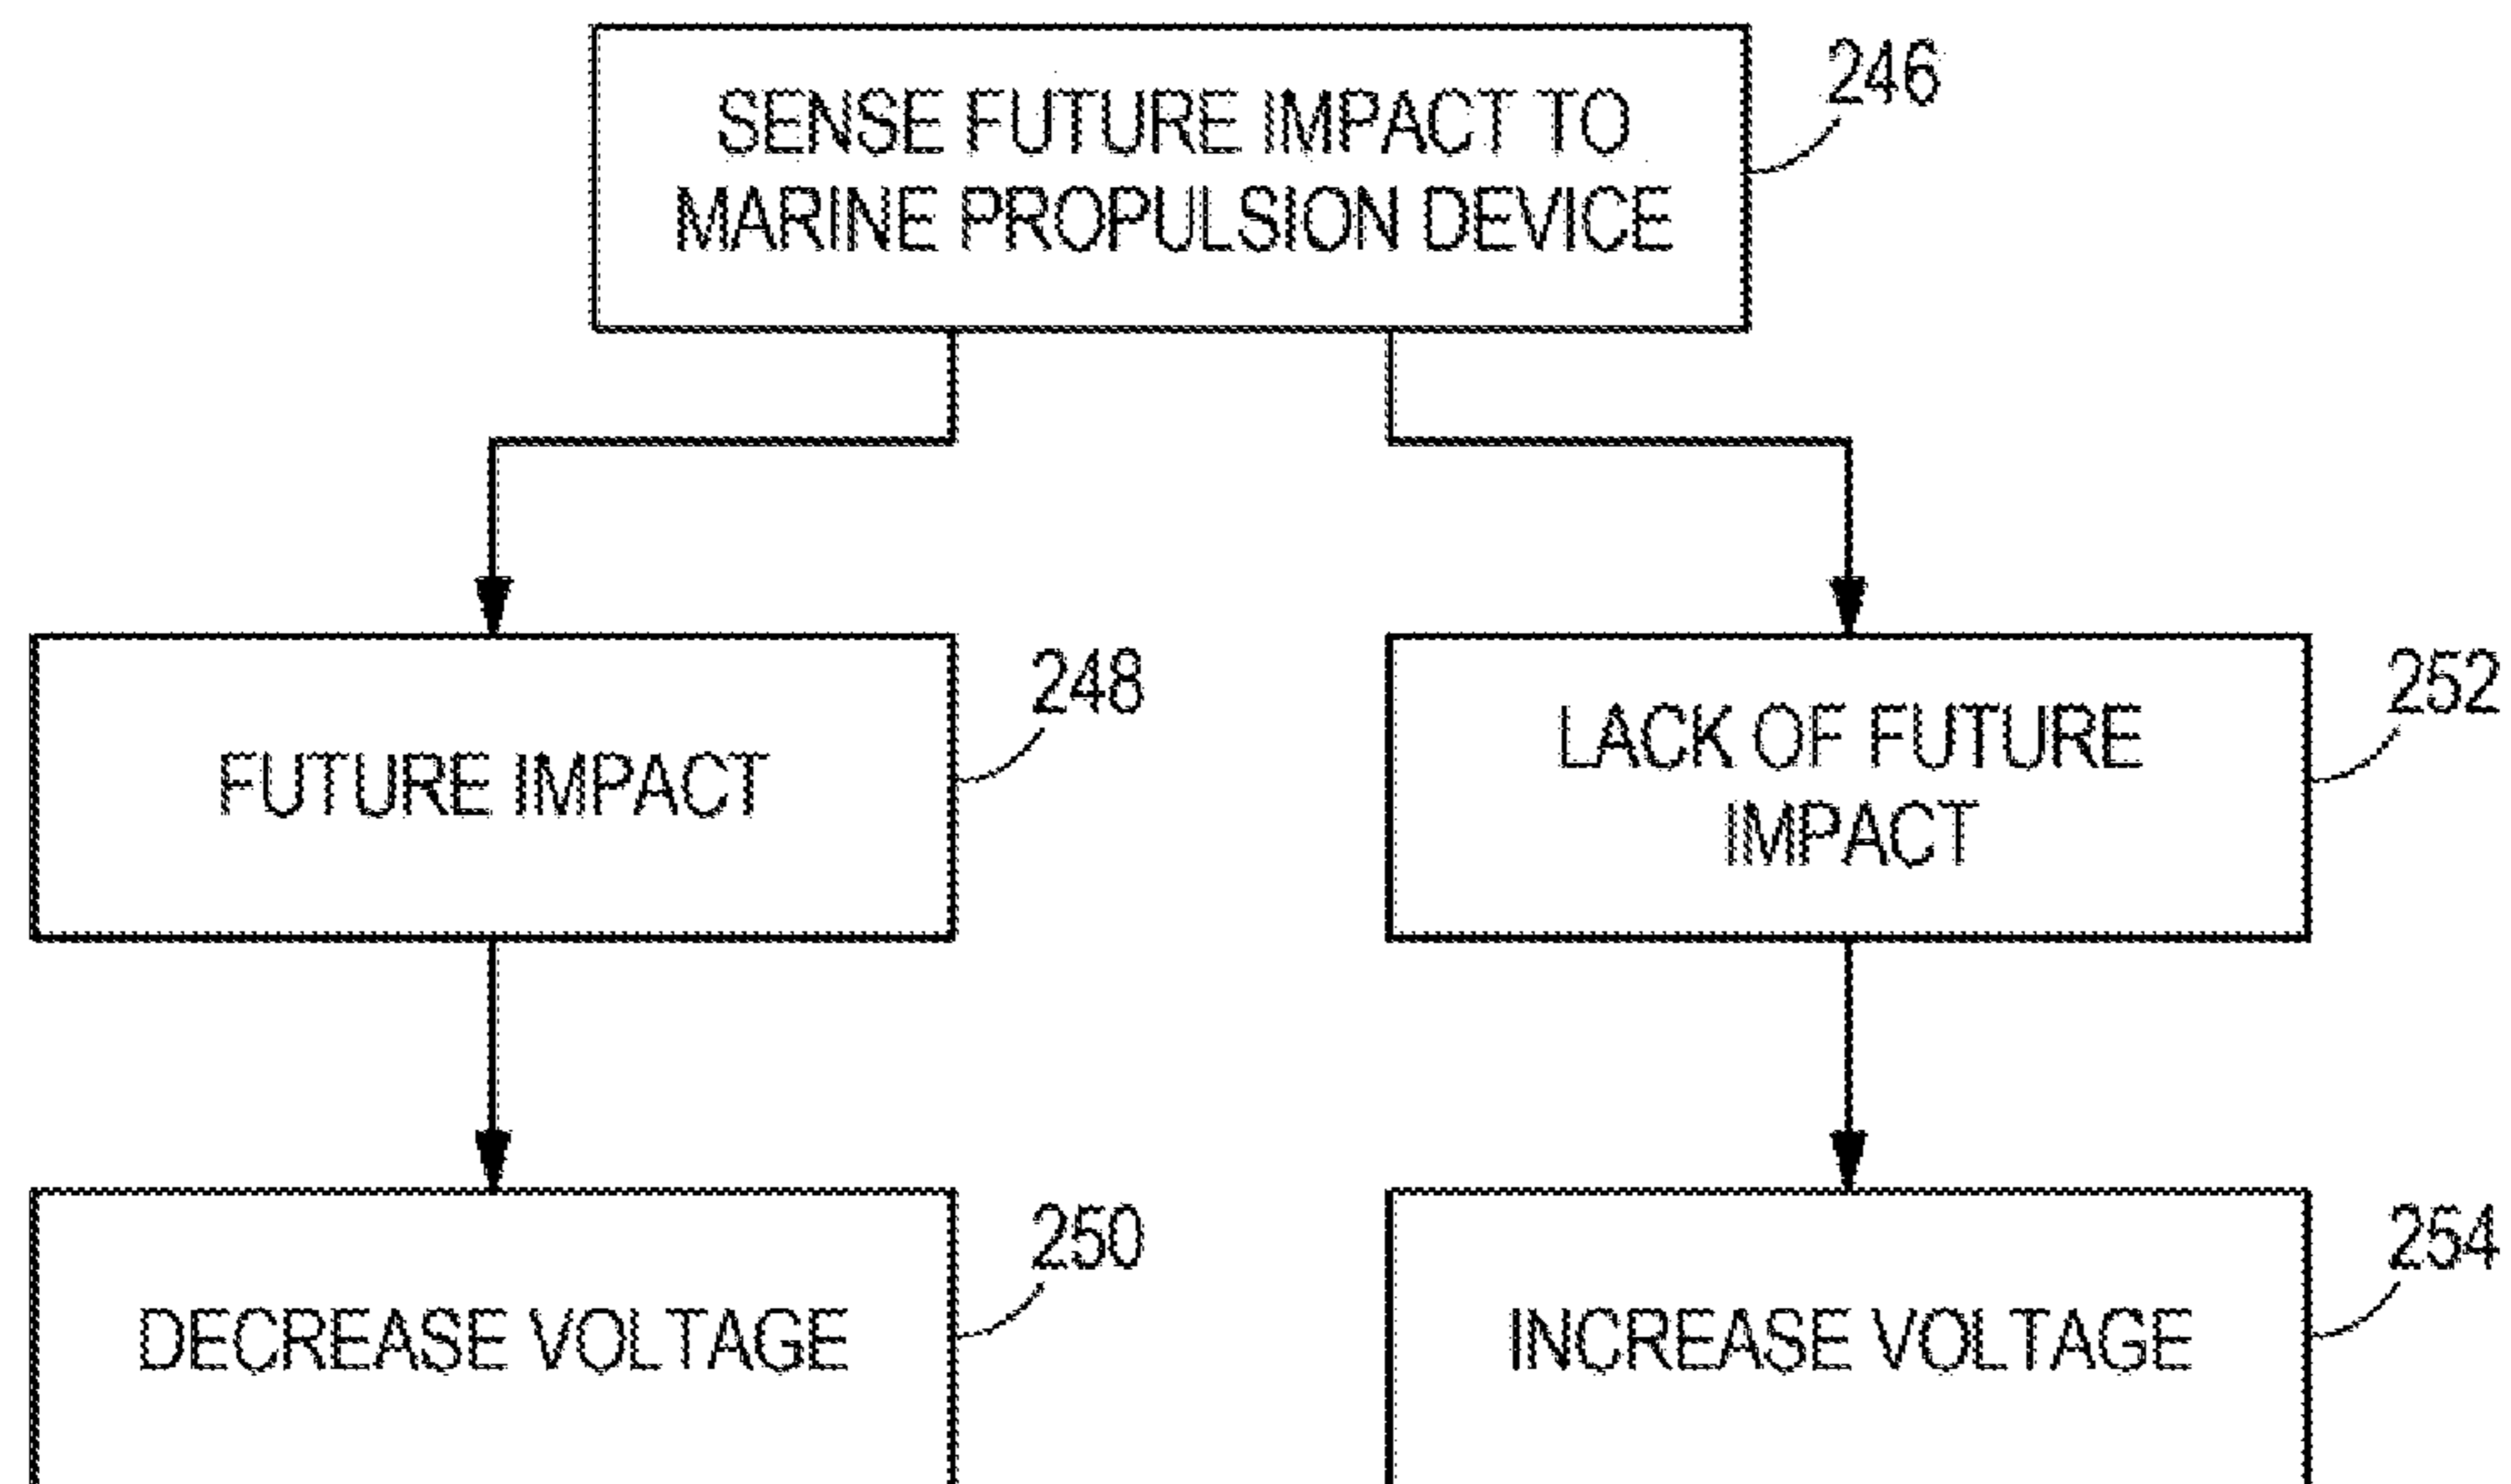 SENSE FUTURE IMPACT TO
MARINE PROPULSION DEVICE
246
FUTURE IMPACT
248
LACK OF FUTURE
IMPACT
252
DECREASE VOLTAGE
250
INCREASE VOLTAGE
254